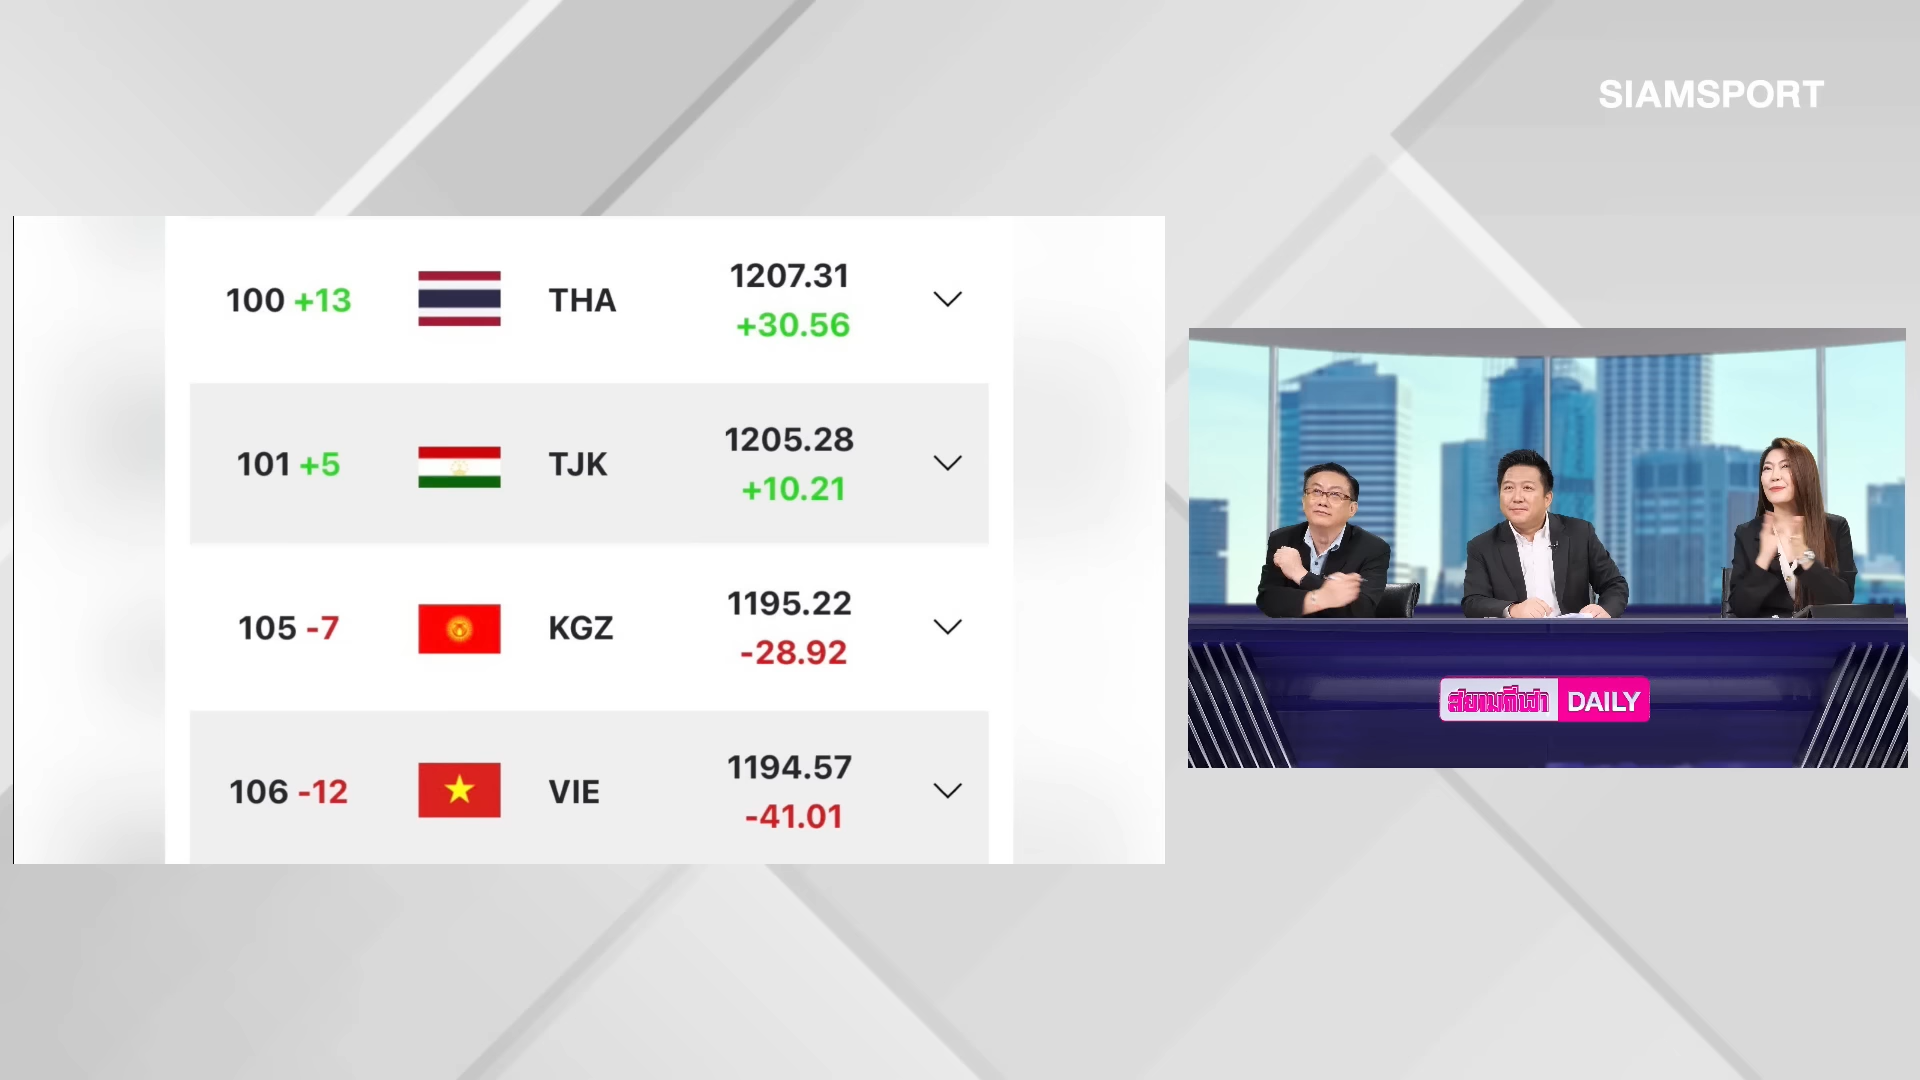 SIAMSPORT
100 +13 THA 1207.31
+30.56
101 +5 TJK 1205.28
+10.21
105 -7 KGZ 1195.22
-28.92
106 -12 VIE 1194.57
-41.01
สยามกีฬา DAILY